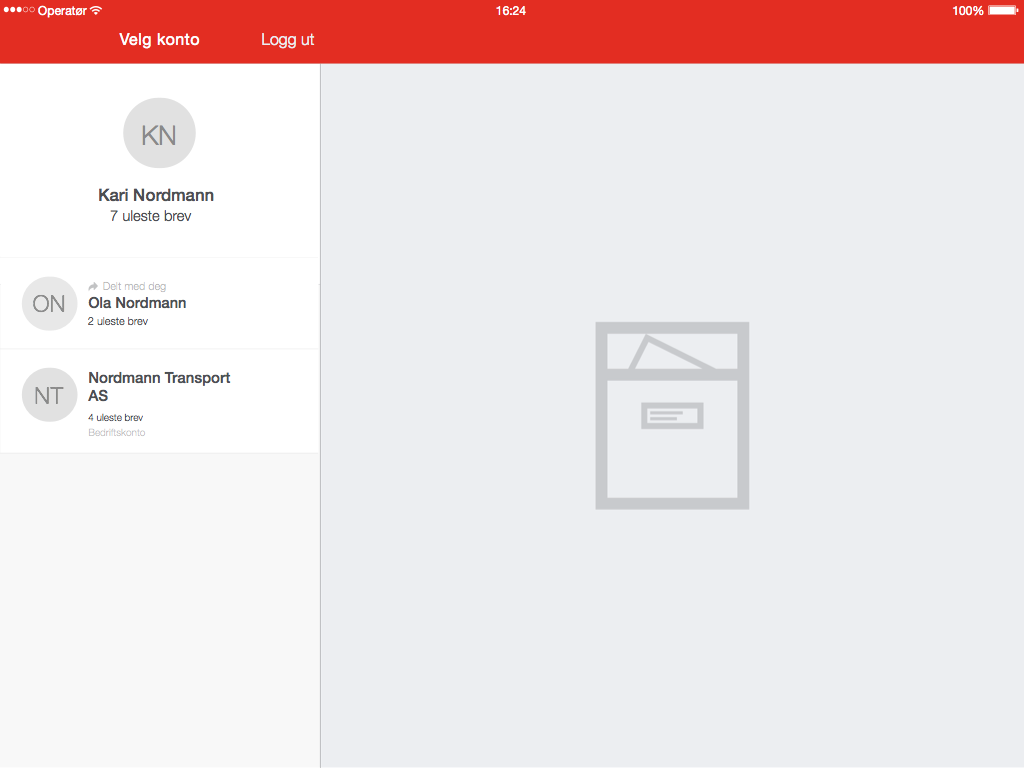 Operatør 16:24 100%
Velg konto Logg ut
KN
Kari Nordmann
7 uleste brev
ON
Delt med deg
Ola Nordmann
2 uleste brev
NT
Nordmann Transport
AS
4 uleste brev
Bedriftskonto